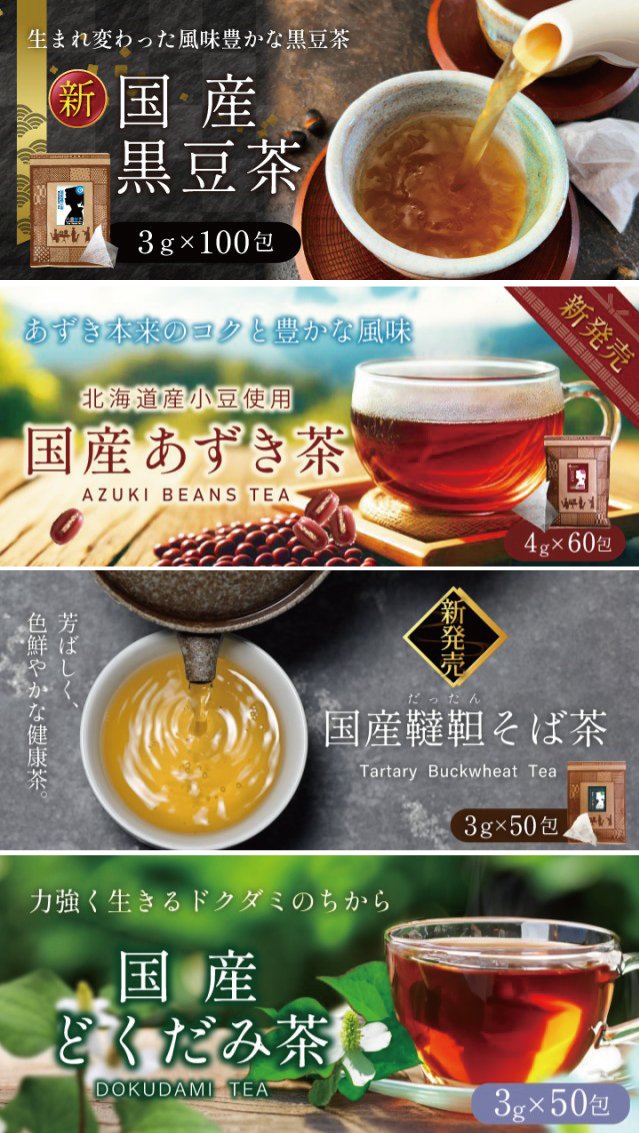 生まれ変わった風味豊かな黒豆茶
新
国産
黒豆茶
3g×100包
あずき本来のコクと豊かな風味
新発売
北海道産小豆使用
国産あずき茶
AZUKI BEANS TEA
4g×60包
芳ばしく、
色鮮やかな健康茶。
新発売
だったん
国産韃靼そば茶
Tartary Buckwheat Tea
3g×50包
力強く生きるドクダミのちから
国産
どくだみ茶
DOKUDAMI TEA
3g×50包